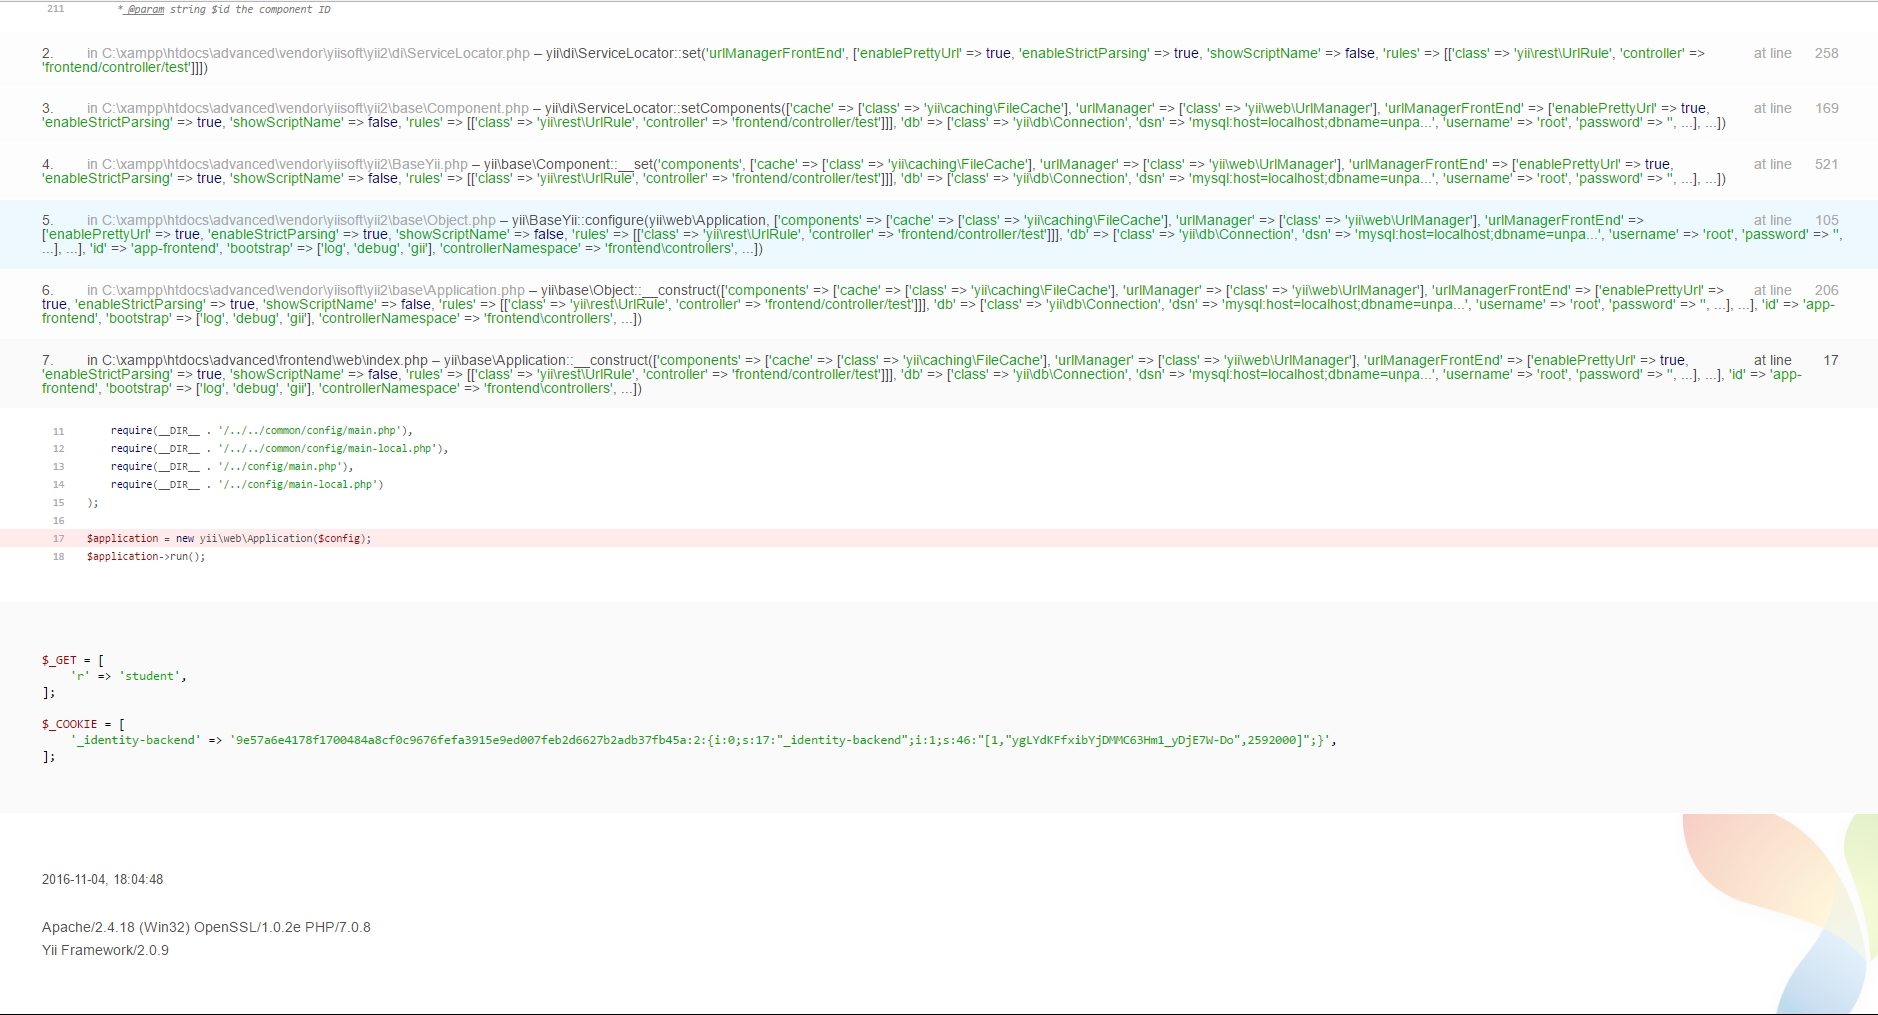 211 * @param string $id the component ID
2. in C:\xampp\htdocs\advanced\vendor\yiisoft\yii2\di\ServiceLocator.php – yii\di\ServiceLocator::set('urlManagerFrontEnd', ['enablePrettyUrl' => true, 'enableStrictParsing' => true, 'showScriptName' => false, 'rules' => [['class' => 'yii\rest\UrlRule', 'controller' => at line 258
'frontend/controller/test']]])
3. in C:\xampp\htdocs\advanced\vendor\yiisoft\yii2\base\Component.php – yii\di\ServiceLocator::setComponents(['cache' => ['class' => 'yii\caching\FileCache'], 'urlManager' => ['class' => 'yii\web\UrlManager'], 'urlManagerFrontEnd' => ['enablePrettyUrl' => true, at line 169
'enableStrictParsing' => true, 'showScriptName' => false, 'rules' => [['class' => 'yii\rest\UrlRule', 'controller' => 'frontend/controller/test']]], 'db' => ['class' => 'yii\db\Connection', 'dsn' => 'mysql:host=localhost;dbname=unpa...', 'username' => 'root', 'password' => '', ...], ...])
4. in C:\xampp\htdocs\advanced\vendor\yiisoft\yii2\BaseYii.php – yii\base\Component::__set('components', ['cache' => ['class' => 'yii\caching\FileCache'], 'urlManager' => ['class' => 'yii\web\UrlManager'], 'urlManagerFrontEnd' => ['enablePrettyUrl' => true, at line 521
'enableStrictParsing' => true, 'showScriptName' => false, 'rules' => [['class' => 'yii\rest\UrlRule', 'controller' => 'frontend/controller/test']]], 'db' => ['class' => 'yii\db\Connection', 'dsn' => 'mysql:host=localhost;dbname=unpa...', 'username' => 'root', 'password' => '', ...], ...])
5. in C:\xampp\htdocs\advanced\vendor\yiisoft\yii2\base\Object.php – yii\BaseYii::configure(yii\web\Application, ['components' => ['cache' => ['class' => 'yii\caching\FileCache'], 'urlManager' => ['class' => 'yii\web\UrlManager'], 'urlManagerFrontEnd' => at line 105
['enablePrettyUrl' => true, 'enableStrictParsing' => true, 'showScriptName' => false, 'rules' => [['class' => 'yii\rest\UrlRule', 'controller' => 'frontend/controller/test']]], 'db' => ['class' => 'yii\db\Connection', 'dsn' => 'mysql:host=localhost;dbname=unpa...', 'username' => 'root', 'password' => '',
...], ...], 'id' => 'app-frontend', 'bootstrap' => ['log', 'debug', 'gii'], 'controllerNamespace' => 'frontend\controllers', ...])
6. in C:\xampp\htdocs\advanced\vendor\yiisoft\yii2\base\Application.php – yii\base\Object::__construct(['components' => ['cache' => ['class' => 'yii\caching\FileCache'], 'urlManager' => ['class' => 'yii\web\UrlManager'], 'urlManagerFrontEnd' => ['enablePrettyUrl' => at line 206
true, 'enableStrictParsing' => true, 'showScriptName' => false, 'rules' => [['class' => 'yii\rest\UrlRule', 'controller' => 'frontend/controller/test']]], 'db' => ['class' => 'yii\db\Connection', 'dsn' => 'mysql:host=localhost;dbname=unpa...', 'username' => 'root', 'password' => '', ...], ...], 'id' => 'app-
frontend', 'bootstrap' => ['log', 'debug', 'gii'], 'controllerNamespace' => 'frontend\controllers', ...])
7. in C:\xampp\htdocs\advanced\frontend\web\index.php – yii\base\Application::__construct(['components' => ['cache' => ['class' => 'yii\caching\FileCache'], 'urlManager' => ['class' => 'yii\web\UrlManager'], 'urlManagerFrontEnd' => ['enablePrettyUrl' => true, at line 17
'enableStrictParsing' => true, 'showScriptName' => false, 'rules' => [['class' => 'yii\rest\UrlRule', 'controller' => 'frontend/controller/test']]], 'db' => ['class' => 'yii\db\Connection', 'dsn' => 'mysql:host=localhost;dbname=unpa...', 'username' => 'root', 'password' => '', ...], ...], 'id' => 'app-
frontend', 'bootstrap' => ['log', 'debug', 'gii'], 'controllerNamespace' => 'frontend\controllers', ...])
11 require(__DIR__ . '/../../common/config/main.php'),
12 require(__DIR__ . '/../../common/config/main-local.php'),
13 require(__DIR__ . '/../config/main.php'),
14 require(__DIR__ . '/../config/main-local.php')
15 );
16
17 $application = new yii\web\Application($config);
18 $application->run();
$_GET = [
'r' => 'student',
];
$_COOKIE = [
'_identity-backend' => '9e57a6e4178f1700484a8cf0c9676fefa3915e9ed007feb2d6627b2adb37fb45a:2:{i:0;s:17:"_identity-backend";i:1;s:46:"[1,"ygLYdKFfxibYjDMMC63Hm1_yDjE7W-Do",2592000]";}',
];
2016-11-04, 18:04:48
Apache/2.4.18 (Win32) OpenSSL/1.0.2e PHP/7.0.8
Yii Framework/2.0.9